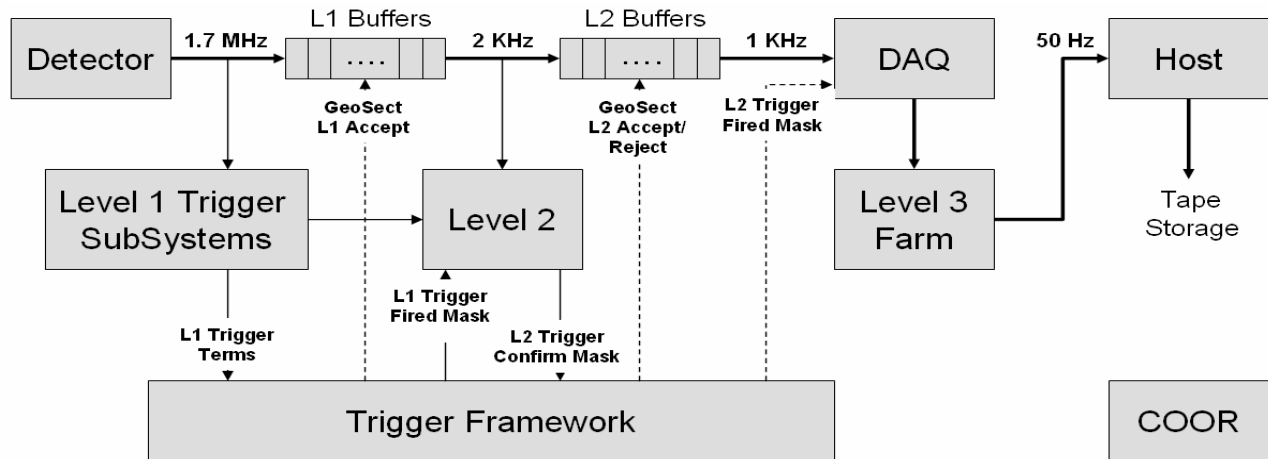 L1 Buffers
L2 Buffers
Detector
1.7 MHz
....
2 KHz
....
1 KHz
DAQ
50 Hz
Host
GeoSect
L1 Accept
GeoSect
L2 Accept/
Reject
L2 Trigger
Fired Mask
Level 1 Trigger
SubSystems
Level 2
Level 3
Farm
Tape
Storage
L1 Trigger
Terms
L1 Trigger
Fired Mask
L2 Trigger
Confirm Mask
Trigger Framework
COOR